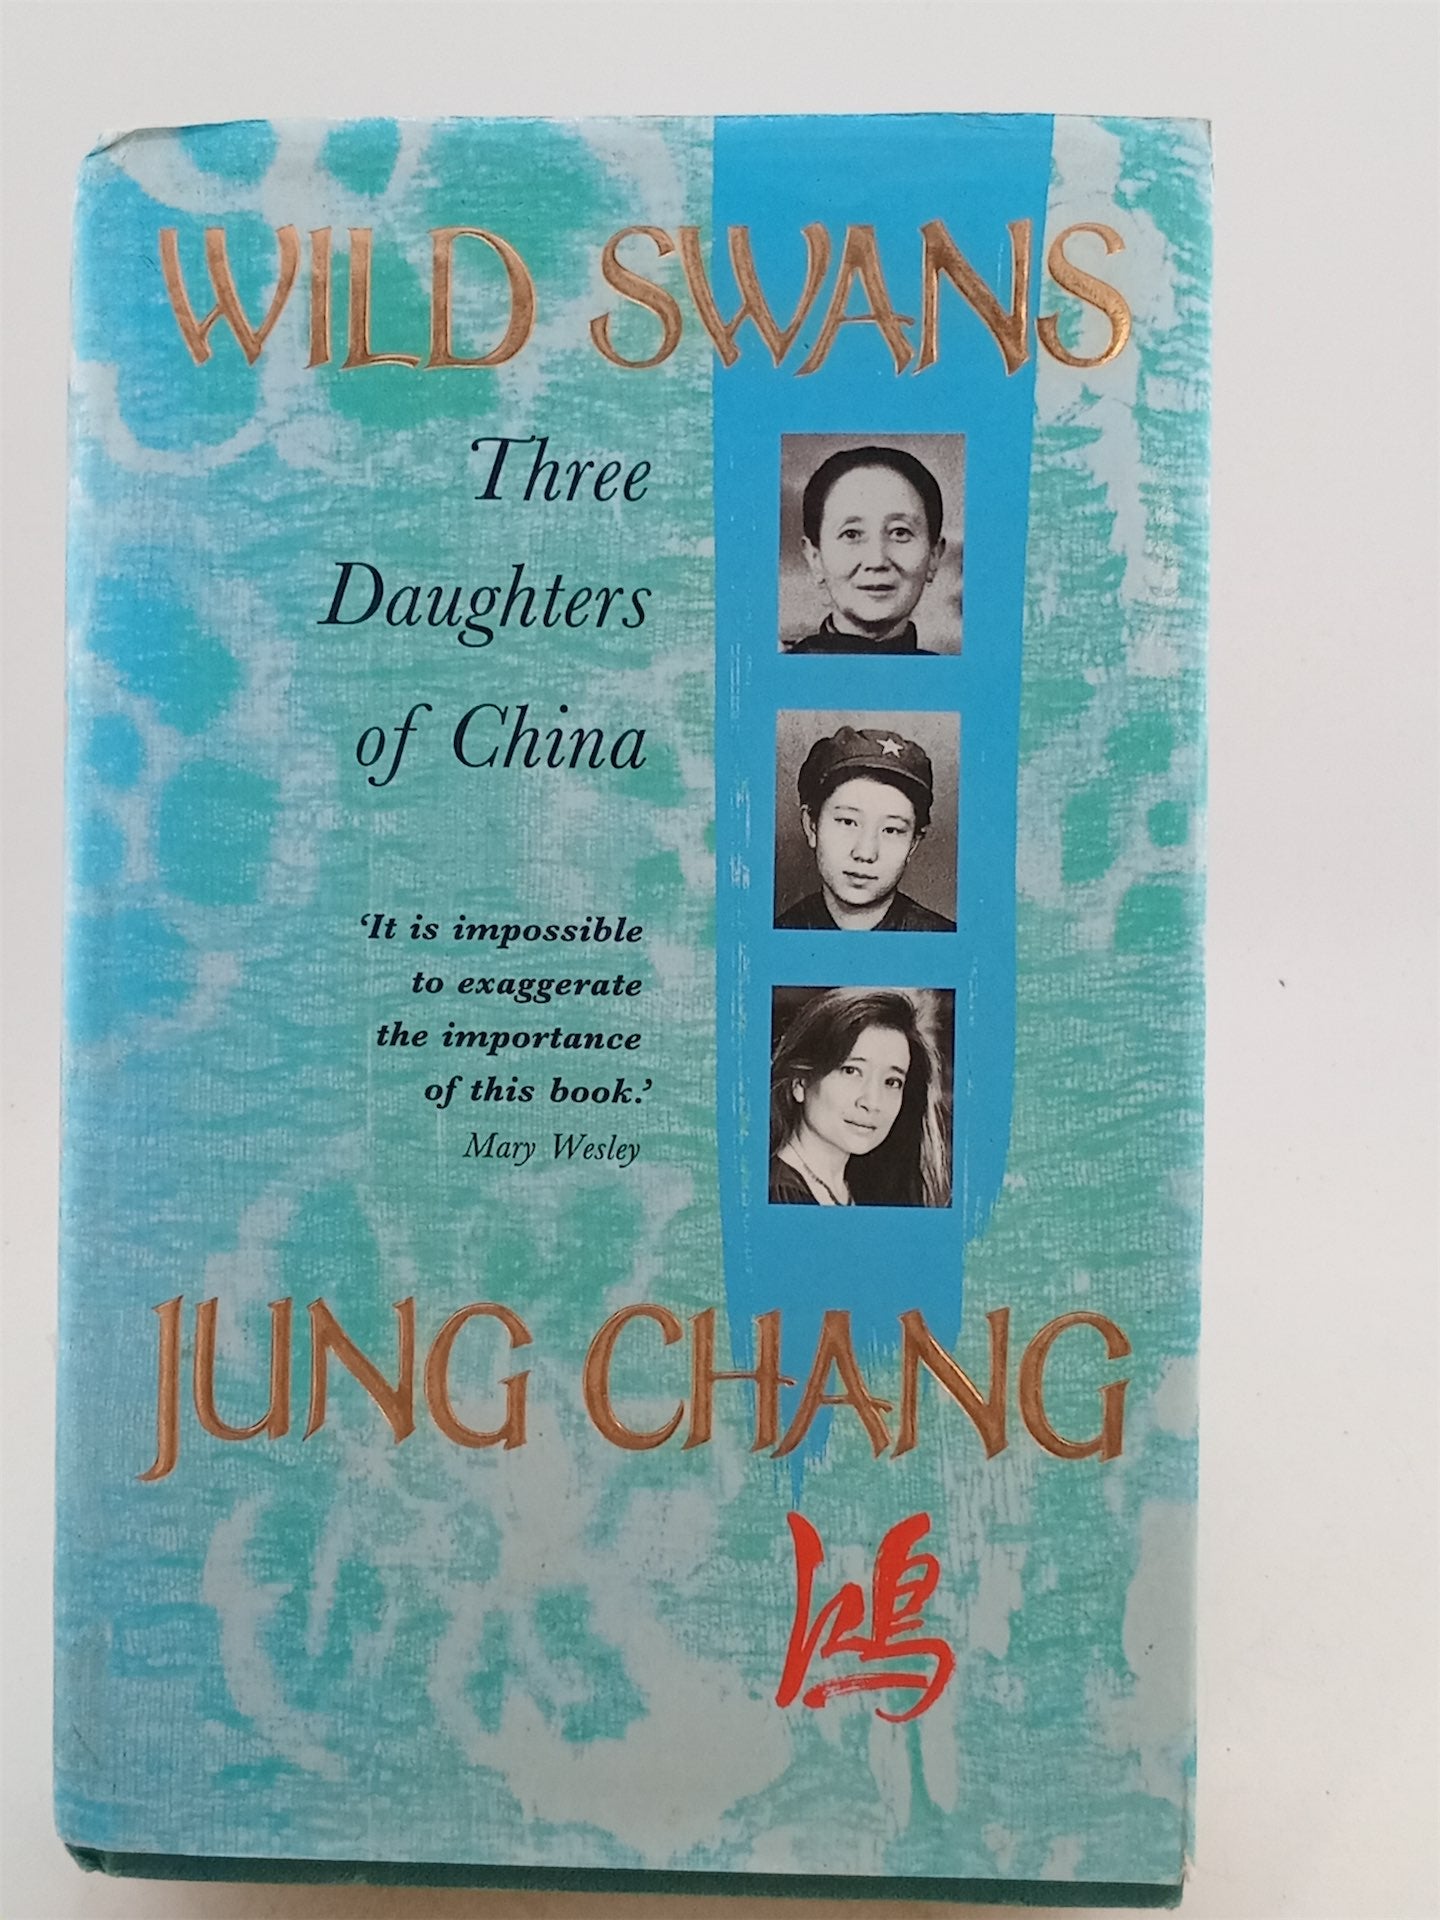 WILD SWANS
Three
Daughters
of China
‘It is impossible
to exaggerate
the importance
of this book.’
Mary Wesley
JUNG CHANG
鴻